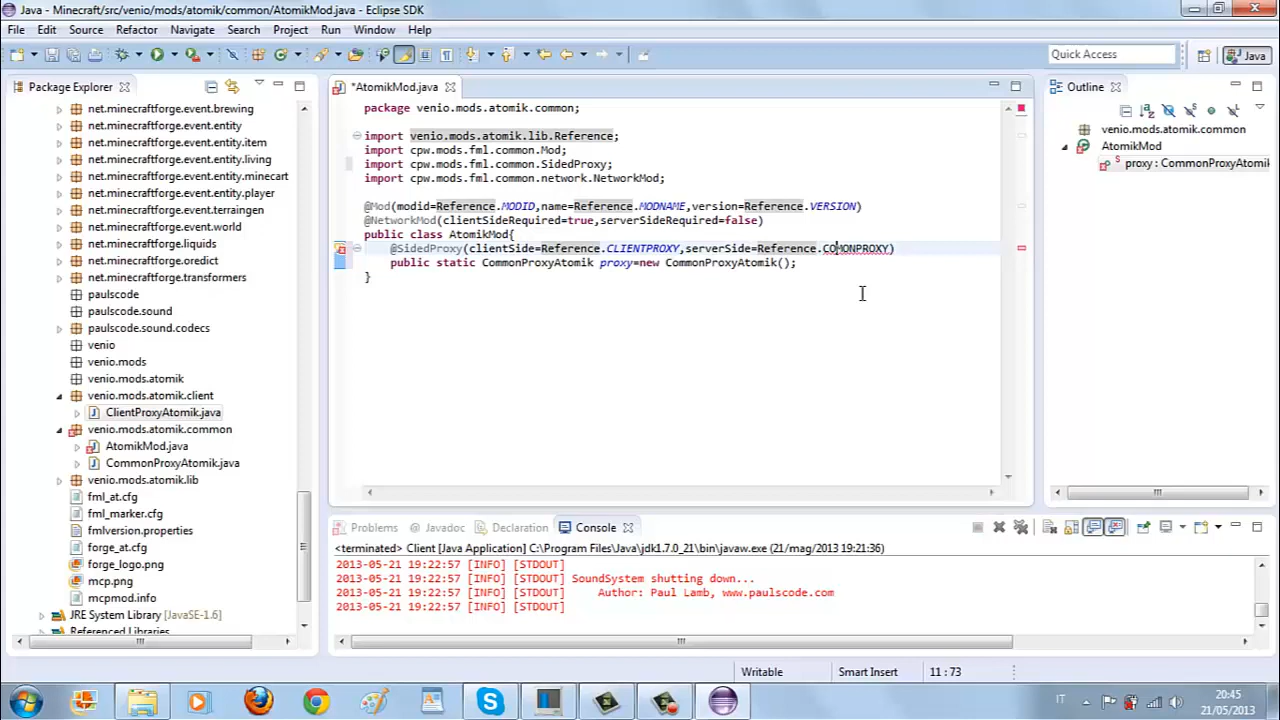 Java - Minecraft/src/venio/mods/atomik/common/AtomikMod.java - Eclipse SDK
File Edit Source Refactor Navigate Search Project Run Window Help
Quick Access Java
Package Explorer
net.minecraftforge.event.brewing
net.minecraftforge.event.entity
net.minecraftforge.event.entity.item
net.minecraftforge.event.entity.living
net.minecraftforge.event.entity.minecart
net.minecraftforge.event.entity.player
net.minecraftforge.event.terraingen
net.minecraftforge.event.world
net.minecraftforge.liquids
net.minecraftforge.oredict
net.minecraftforge.transformers
paulscode
paulscode.sound
paulscode.sound.codecs
venio
venio.mods
venio.mods.atomik
venio.mods.atomik.client
ClientProxyAtomik.java
venio.mods.atomik.common
AtomikMod.java
CommonProxyAtomik.java
venio.mods.atomik.lib
fml_at.cfg
fml_marker.cfg
fmlversion.properties
forge_at.cfg
forge_logo.png
mcp.png
mcpmod.info
JRE System Library [JavaSE-1.6]
Referenced Libraries
*AtomikMod.java
package venio.mods.atomik.common;
import venio.mods.atomik.lib.Reference;
import cpw.mods.fml.common.Mod;
import cpw.mods.fml.common.SidedProxy;
import cpw.mods.fml.common.network.NetworkMod;
@Mod(modid=Reference.MODID,name=Reference.MODNAME,version=Reference.VERSION)
@NetworkMod(clientSideRequired=true,serverSideRequired=false)
public class AtomikMod{
@SidedProxy(clientSide=Reference.CLIENTPROXY,serverSide=Reference.COMONPROXY)
public static CommonProxyAtomik proxy=new CommonProxyAtomik();
}
Outline
venio.mods.atomik.common
AtomikMod
S proxy : CommonProxyAtomik
Problems @ Javadoc Declaration Console
<terminated> Client [Java Application] C:\Program Files\Java\jdk1.7.0_21\bin\javaw.exe (21/mag/2013 19:21:36)
2013-05-21 19:22:57 [INFO] [STDOUT]
2013-05-21 19:22:57 [INFO] [STDOUT] SoundSystem shutting down...
2013-05-21 19:22:57 [INFO] [STDOUT] Author: Paul Lamb, www.paulscode.com
2013-05-21 19:22:57 [INFO] [STDOUT]
Writable Smart Insert 11 : 73
IT 20:45
21/05/2013